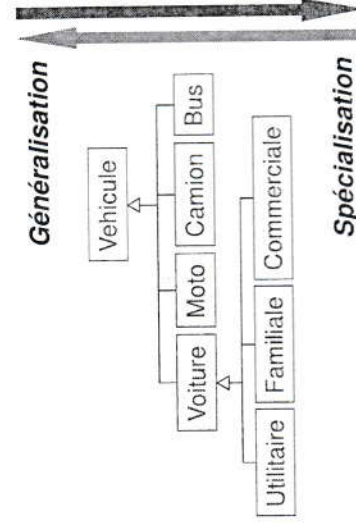 Généralisation
Vehicule
Voiture
Moto
Camion
Bus
Utilitaire
Familiale
Commerciale
Spécialisation